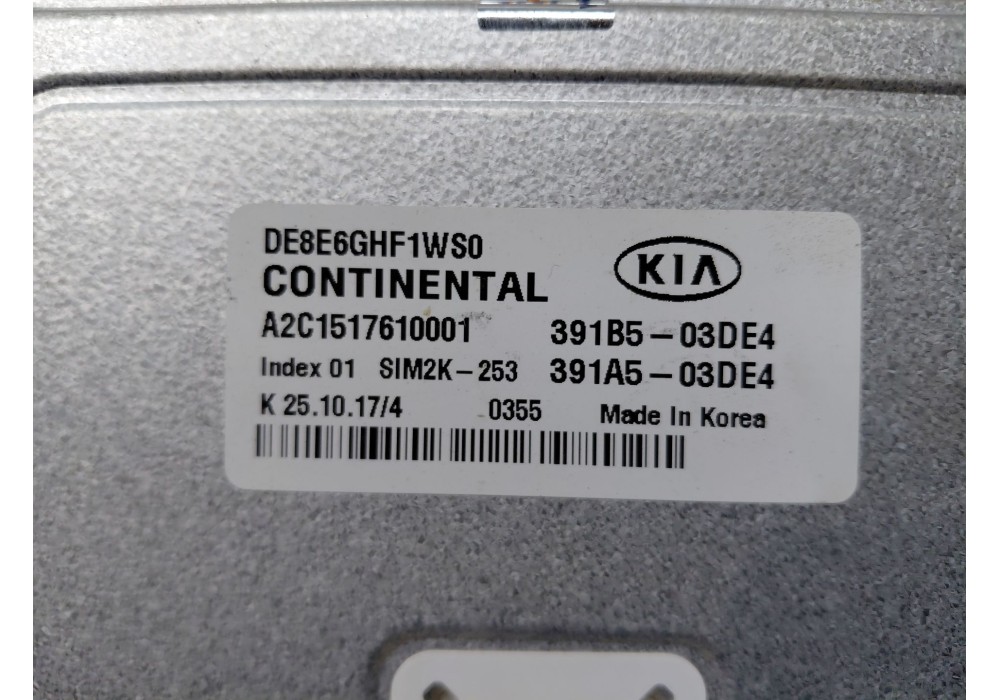 DE8E6GHF1WS0
CONTINENTAL KIA
A2C1517610001 391B5-03DE4
Index 01 SIM2K-253 391A5-03DE4
K 25.10.17/4 0355 Made In Korea